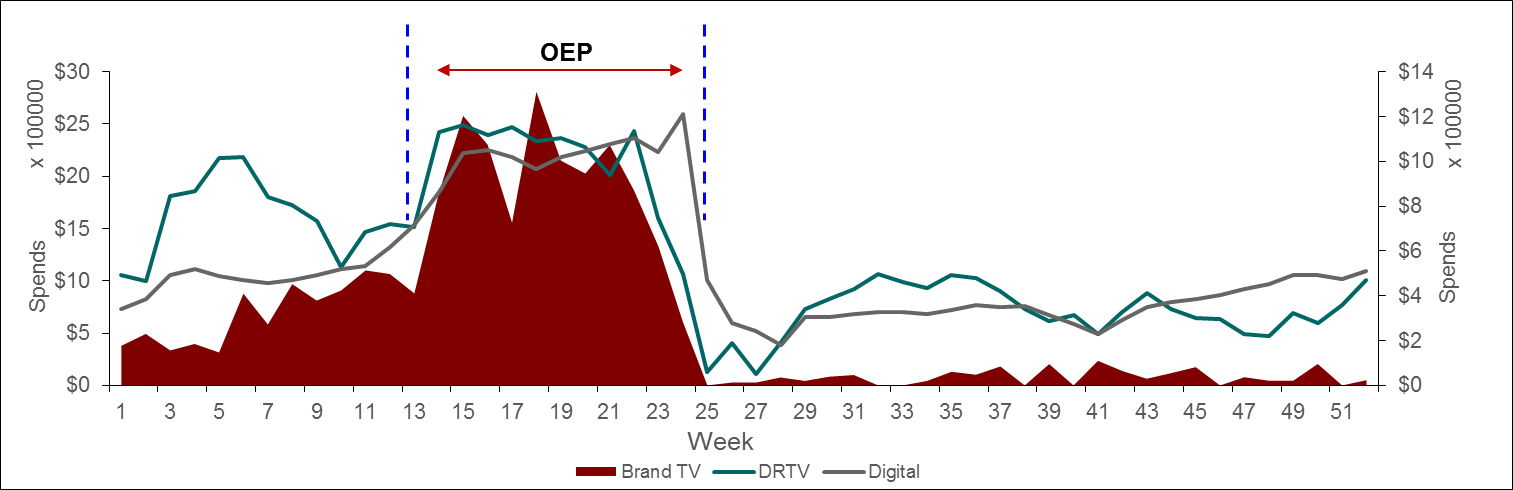 OEP
$30
$25
$20
$15
$10
$5
$0
x 100000
Spends
$14
$12
$10
$8
$6
$4
$2
$0
x 100000
Spends
1 3 5 7 9 11 13 15 17 19 21 23 25 27 29 31 33 35 37 39 41 43 45 47 49 51
Week
Brand TV DRTV Digital